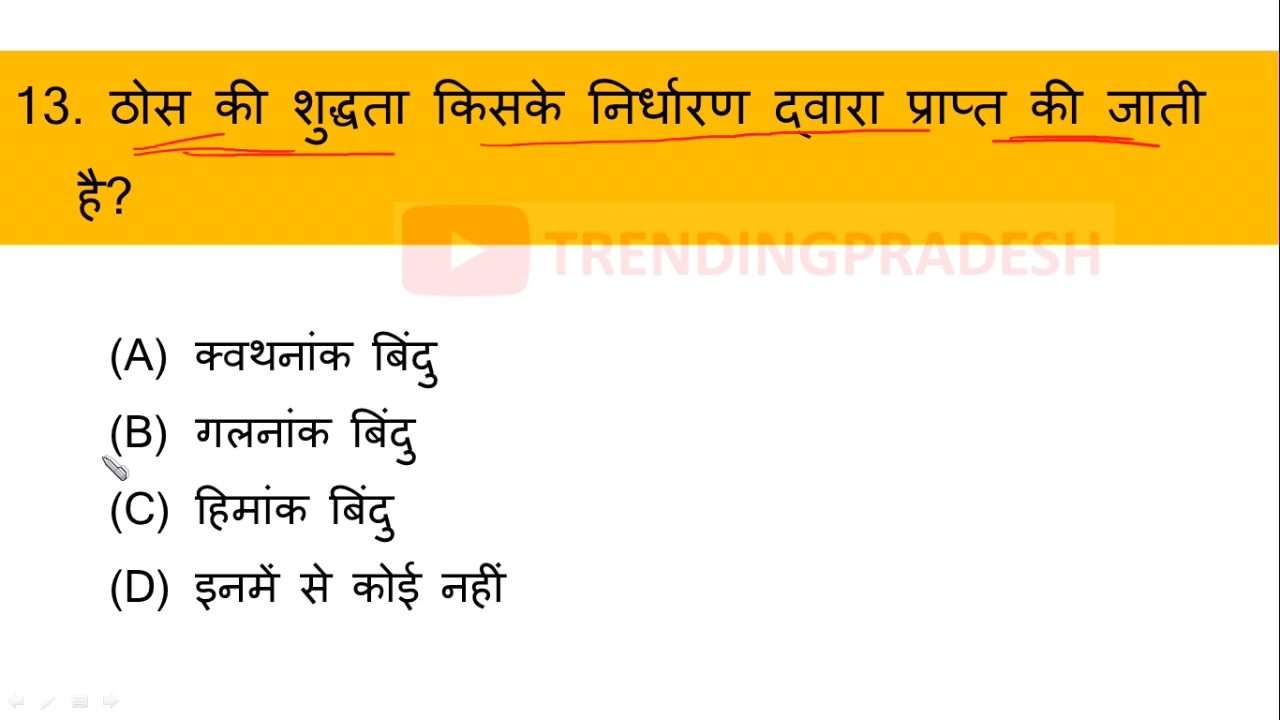 13. ठोस की शुद्धता किसके निर्धारण द्वारा प्राप्त की जाती
है?
TRENDINGPRADESH
(A) क्वथनांक बिंदु
(B) गलनांक बिंदु
(C) हिमांक बिंदु
(D) इनमें से कोई नहीं